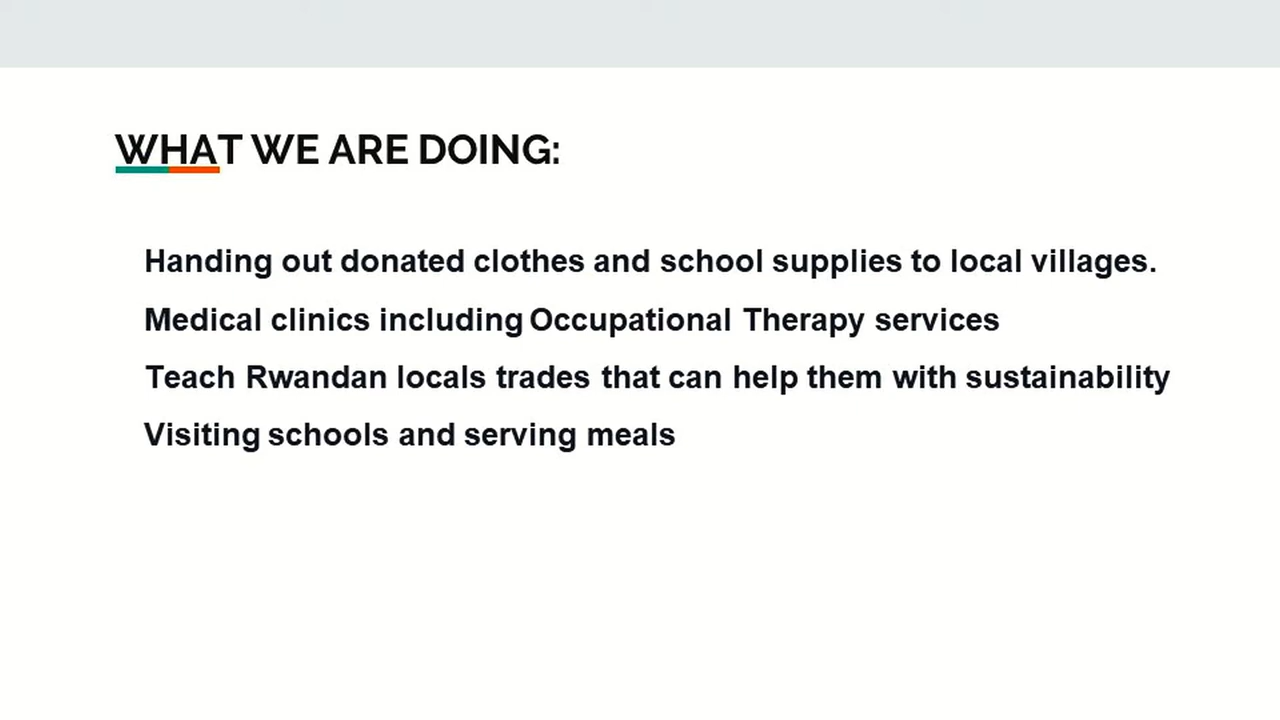 WHAT WE ARE DOING:
Handing out donated clothes and school supplies to local villages.
Medical clinics including Occupational Therapy services
Teach Rwandan locals trades that can help them with sustainability
Visiting schools and serving meals